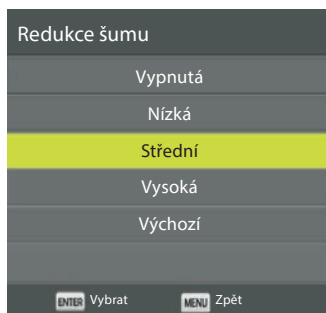 Redukce šumu
Vypnutá
Nízká
Střední
Vysoká
Výchozí
ENTER Vybrat MENU Zpět